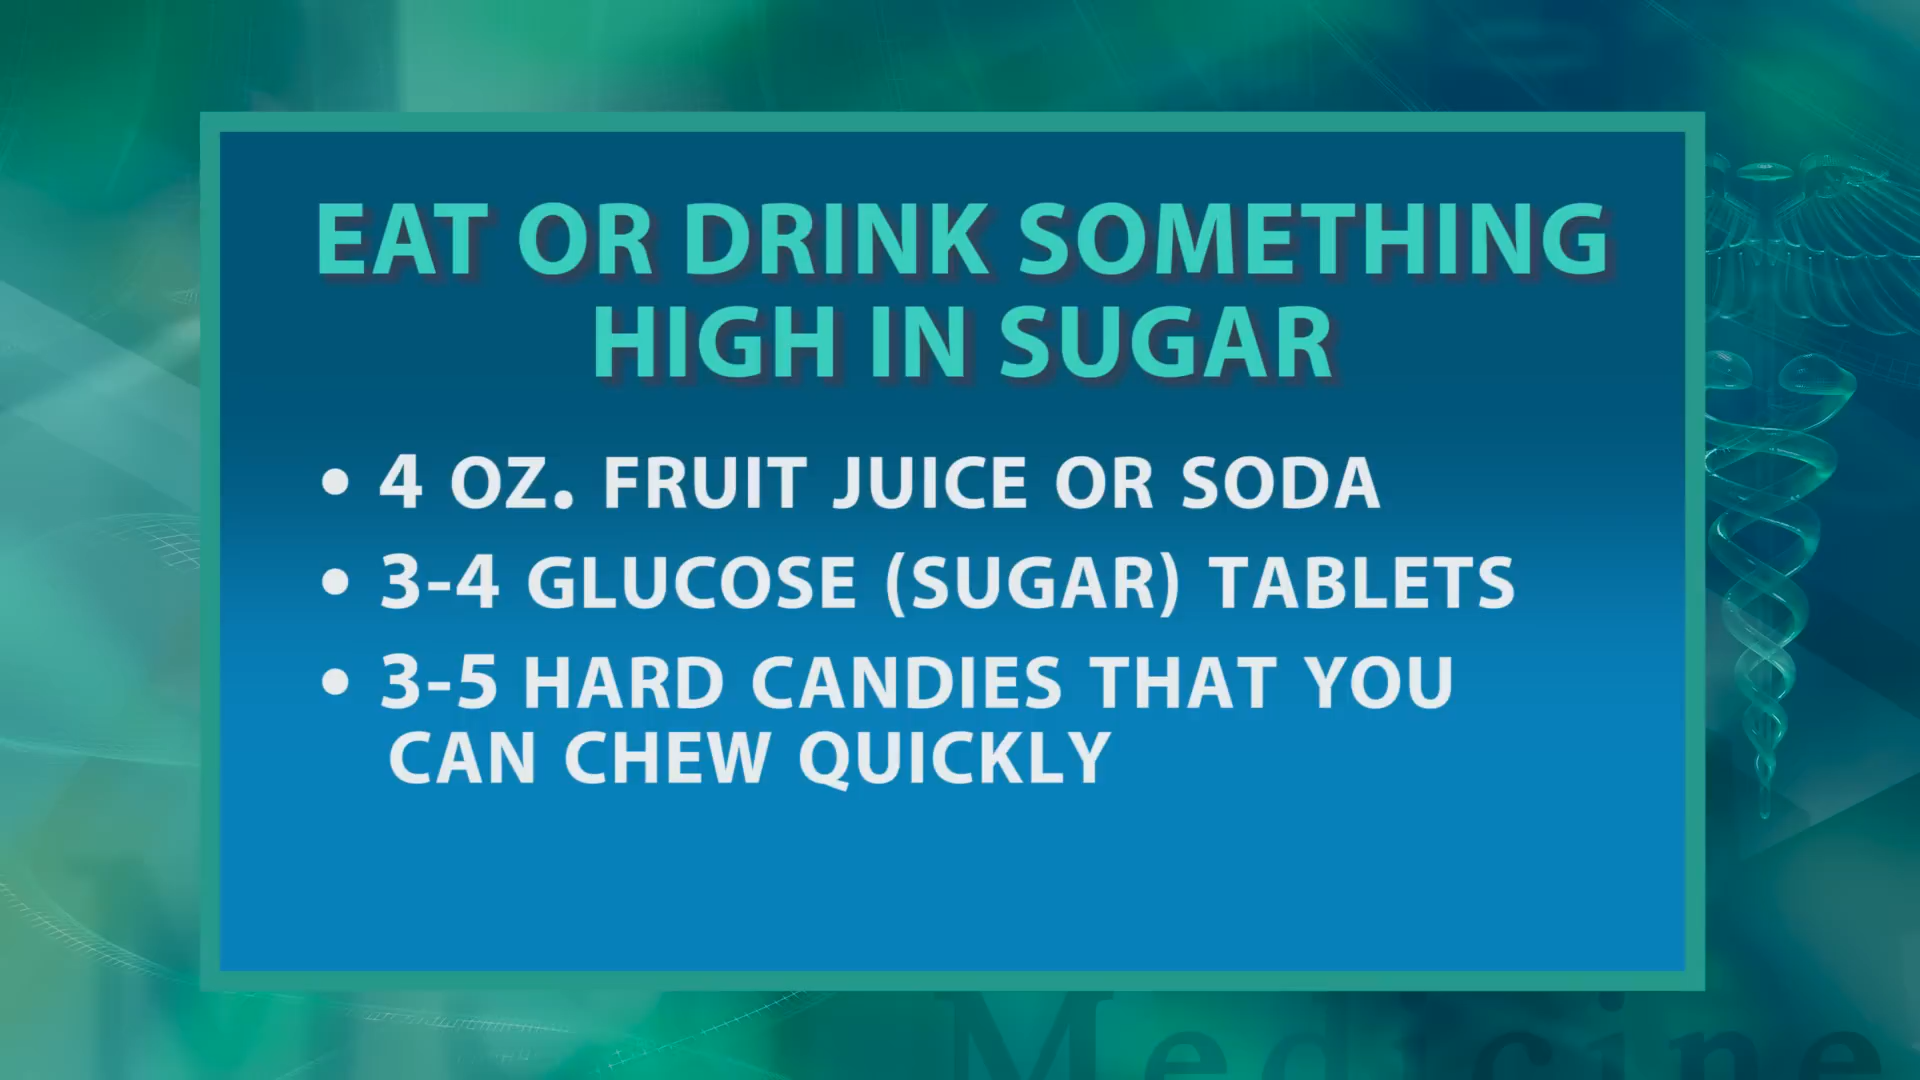 EAT OR DRINK SOMETHING
HIGH IN SUGAR
• 4 OZ. FRUIT JUICE OR SODA
• 3-4 GLUCOSE (SUGAR) TABLETS
• 3-5 HARD CANDIES THAT YOU
CAN CHEW QUICKLY
Medicine